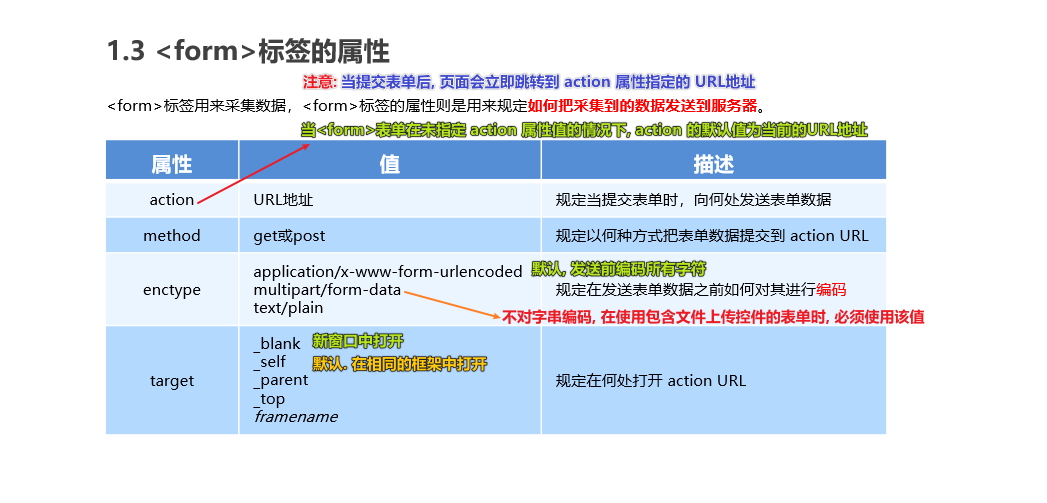 1.3 <form>标签的属性
注意: 当提交表单后, 页面会立即跳转到 action 属性指定的 URL地址
<form>标签用来采集数据，<form>标签的属性则是用来规定如何把采集到的数据发送到服务器。
当<form>表单在未指定 action 属性值的情况下, action 的默认值为当前的URL地址
属性 值 描述
action URL地址 规定当提交表单时，向何处发送表单数据
method get或post 规定以何种方式把表单数据提交到 action URL
application/x-www-form-urlencoded 默认, 发送前编码所有字符
enctype multipart/form-data 规定在发送表单数据之前如何对其进行编码
text/plain 不对字串编码, 在使用包含文件上传控件的表单时, 必须使用该值
_blank 新窗口中打开
_self 默认. 在相同的框架中打开
target _parent 规定在何处打开 action URL
_top
framename